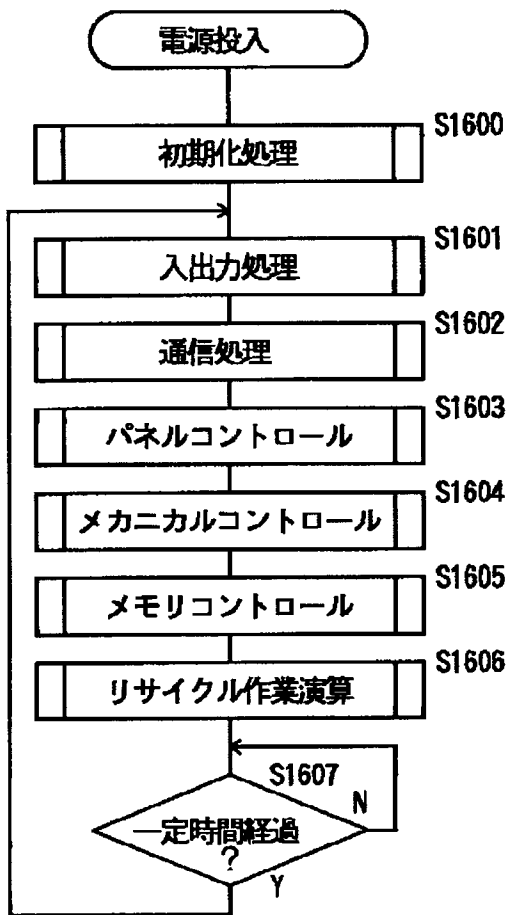 電源投入
S1600
初期化処理
S1601
入出力処理
S1602
通信処理
S1603
パネルコントロール
S1604
メカニカルコントロール
S1605
メモリコントロール
S1606
リサイクル作業演算
S1607
N
一定時間経過
?
Y